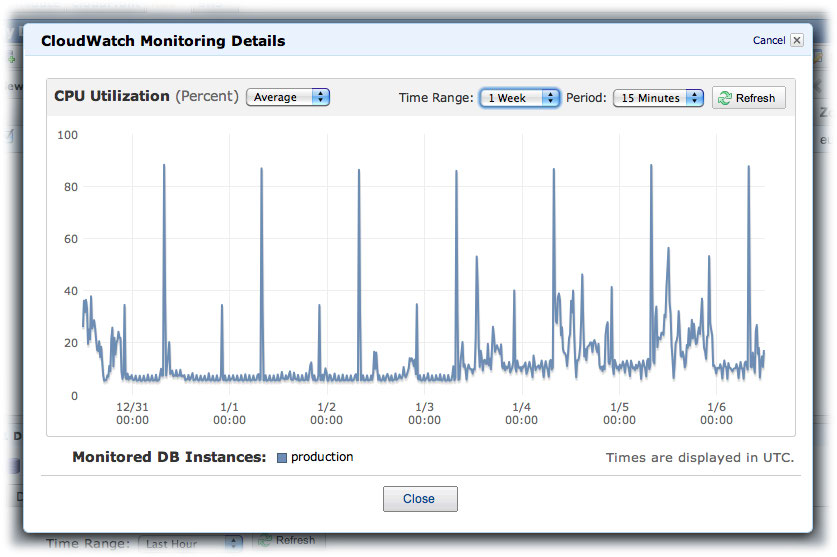 CloudWatch Monitoring Details
Cancel
CPU Utilization (Percent) Average Time Range: 1 Week Period: 15 Minutes Refresh
100
80
60
40
20
0
12/31 1/1 1/2 1/3 1/4 1/5 1/6
00:00 00:00 00:00 00:00 00:00 00:00 00:00
Monitored DB Instances: production Times are displayed in UTC.
Close
Time Range: Last Hour Refresh